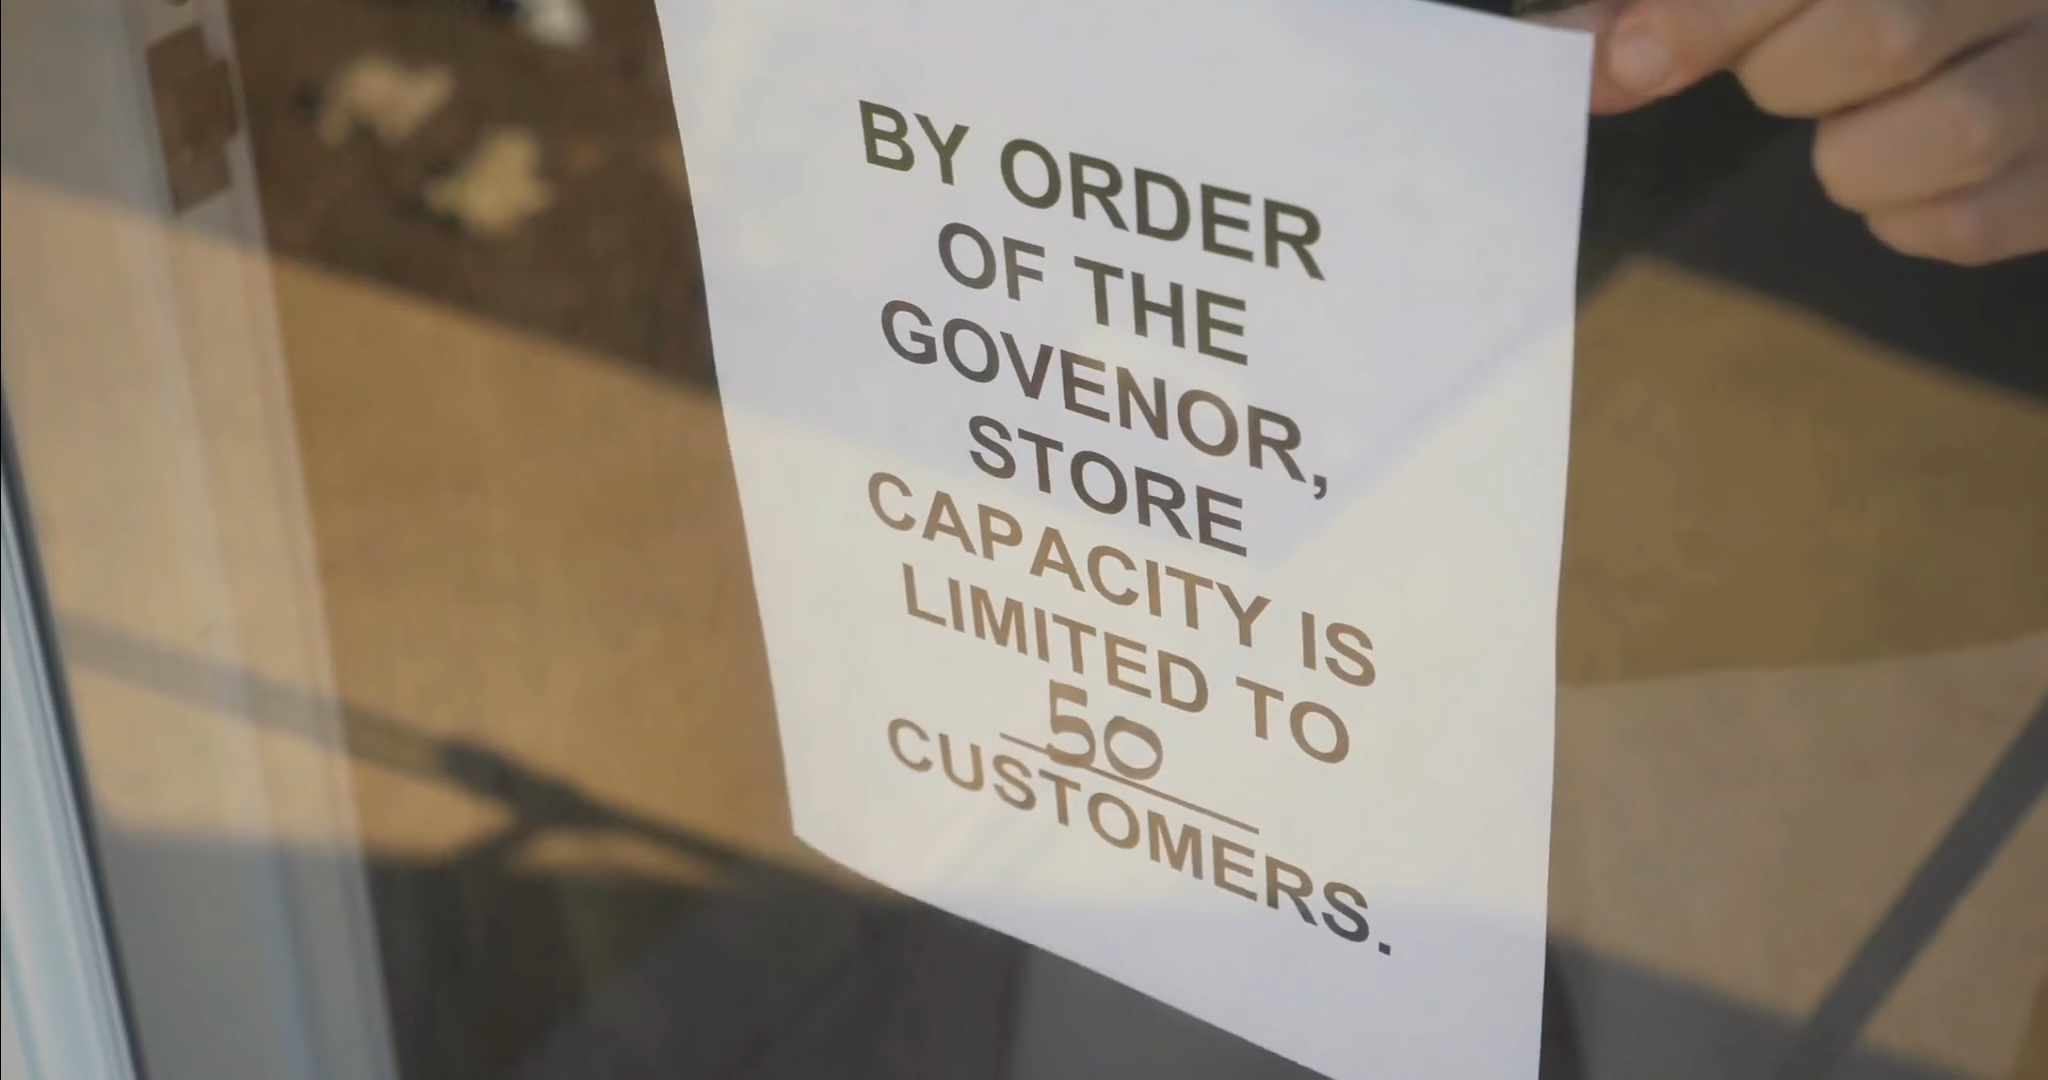 BY ORDER
OF THE
GOVENOR,
STORE
CAPACITY IS
LIMITED TO
50
CUSTOMERS.